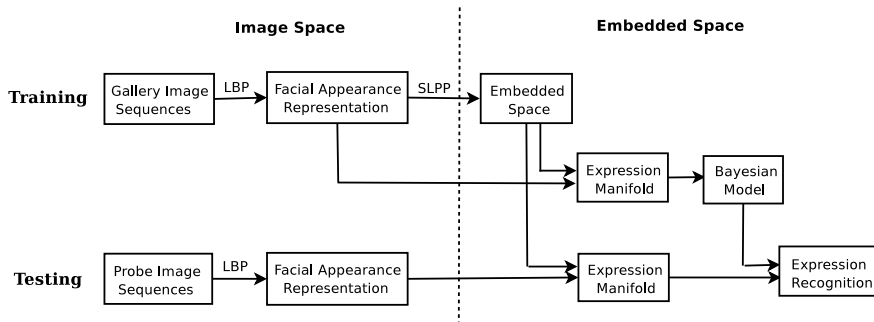 Image Space
Embedded Space
Training
Gallery Image
Sequences
LBP
Facial Appearance
Representation
SLPP
Embedded
Space
Expression
Manifold
Bayesian
Model
Testing
Probe Image
Sequences
LBP
Facial Appearance
Representation
Expression
Manifold
Expression
Recognition